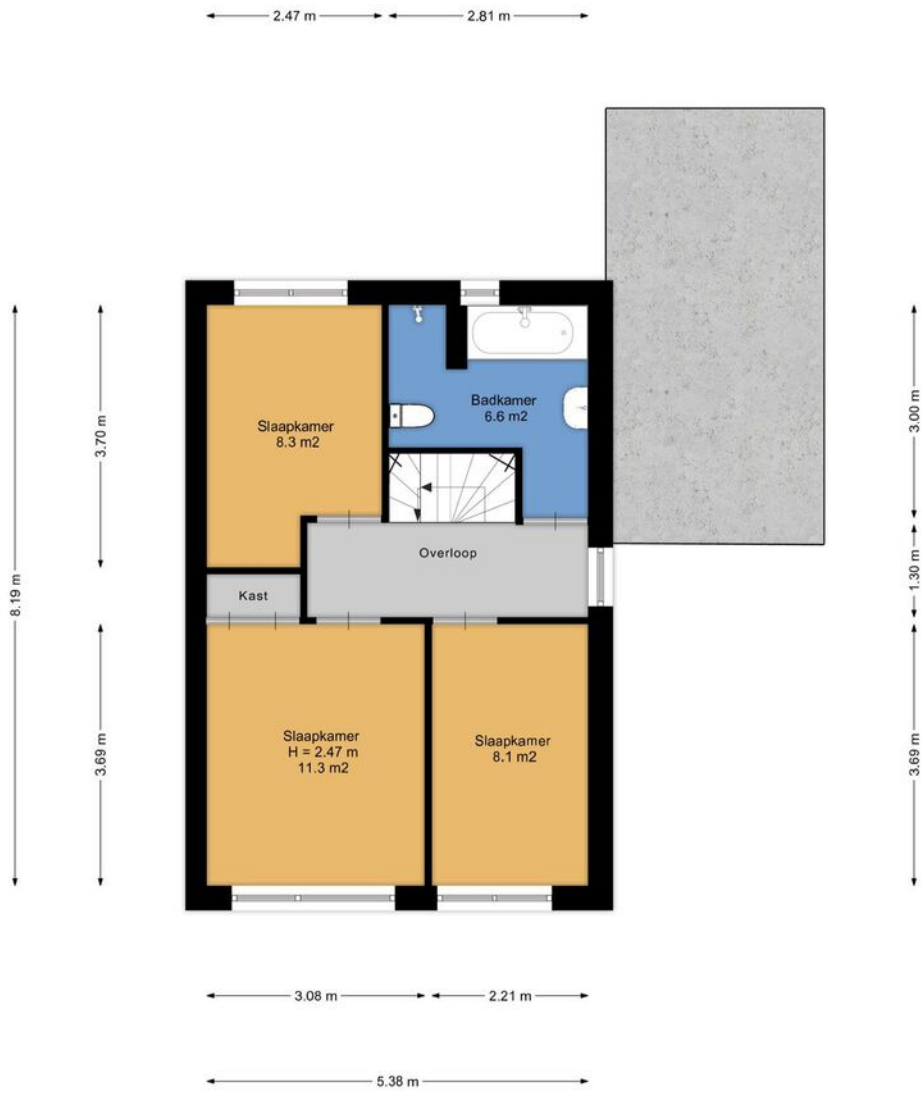 2.47 m
2.81 m
Slaapkamer
8.3 m2
Badkamer
6.6 m2
3.70 m
3.00 m
Overloop
1.30 m
Kast
8.19 m
Slaapkamer
H = 2.47 m
11.3 m2
Slaapkamer
8.1 m2
3.69 m
3.69 m
3.08 m
2.21 m
5.38 m